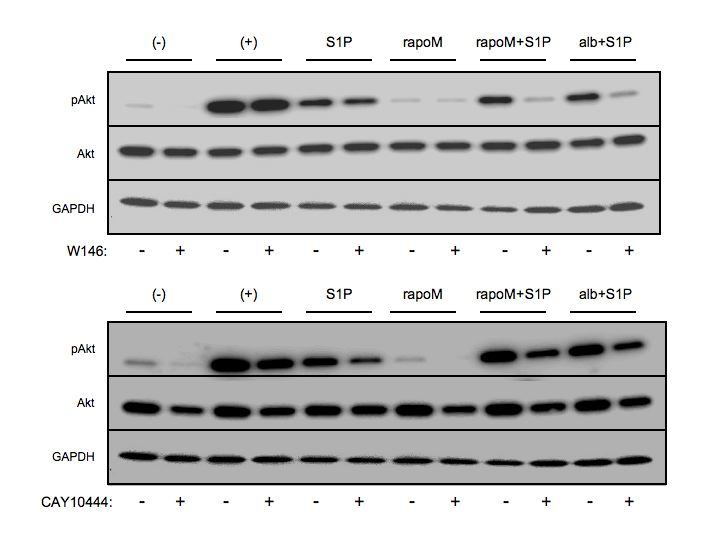 (-) (+) S1P rapoM rapoM+S1P alb+S1P
pAkt
Akt
GAPDH
W146: - + - + - + - + - + - +
(-) (+) S1P rapoM rapoM+S1P alb+S1P
pAkt
Akt
GAPDH
CAY10444: - + - + - + - + - + - +